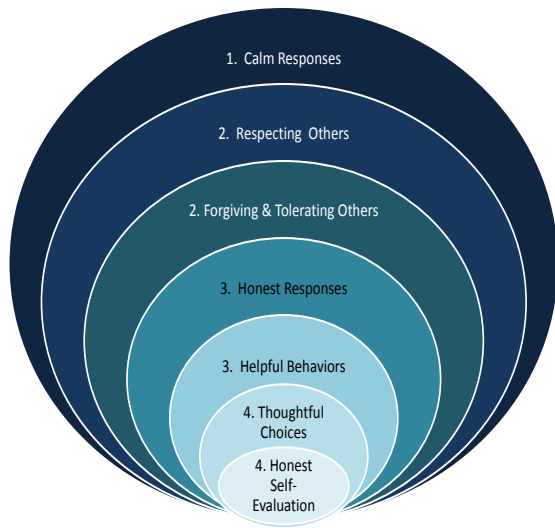 1. Calm Responses
2. Respecting Others
2. Forgiving & Tolerating Others
3. Honest Responses
3. Helpful Behaviors
4. Thoughtful
Choices
4. Honest
Self-
Evaluation